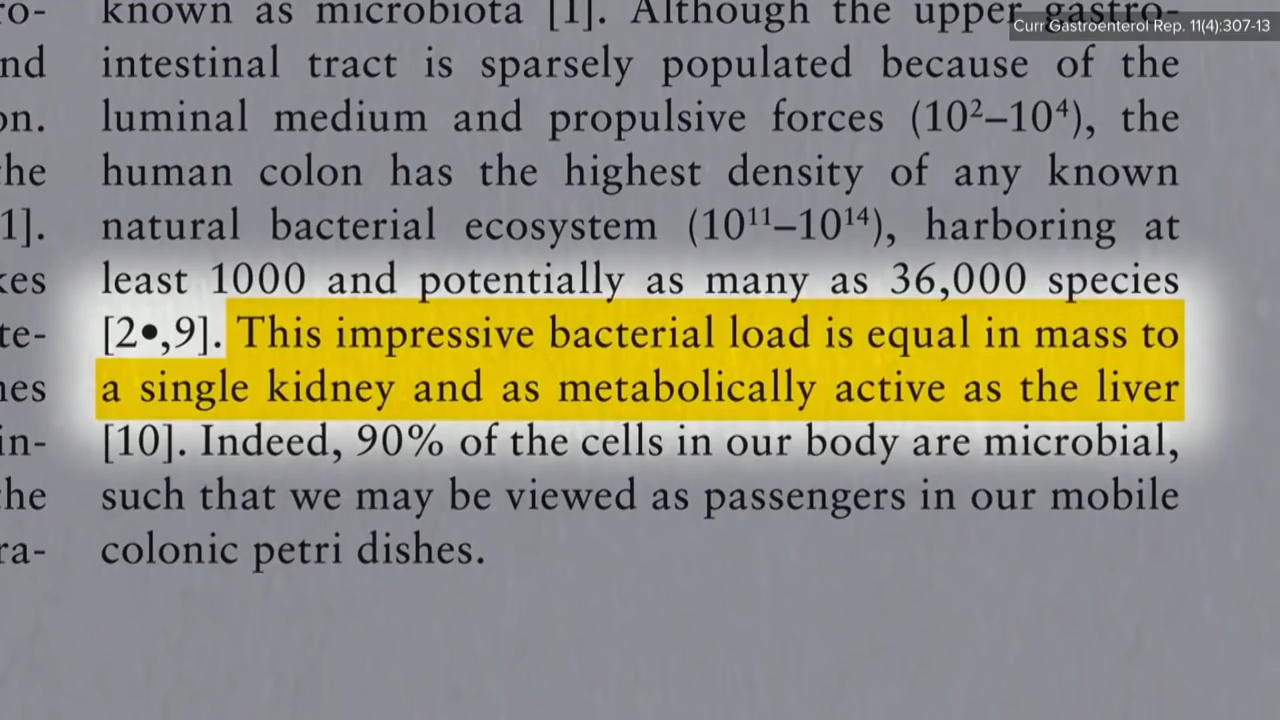 Curr Gastroenterol Rep. 11(4):307-13
known as microbiota [1]. Although the upper gastro-
intestinal tract is sparsely populated because of the
luminal medium and propulsive forces (10²–10⁴), the
human colon has the highest density of any known
natural bacterial ecosystem (10¹¹–10¹⁴), harboring at
least 1000 and potentially as many as 36,000 species
[2•,9]. This impressive bacterial load is equal in mass to
a single kidney and as metabolically active as the liver
[10]. Indeed, 90% of the cells in our body are microbial,
such that we may be viewed as passengers in our mobile
colonic petri dishes.